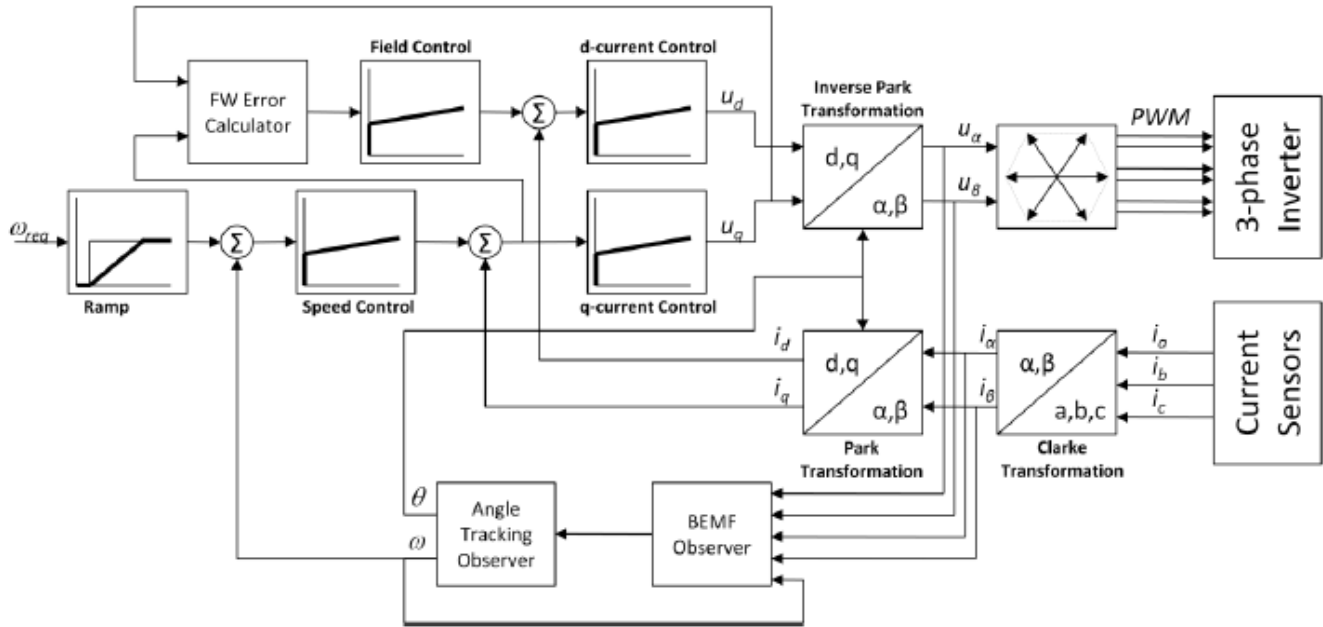 Field Control
d-current Control
FW Error
Calculator
Σ
u_d
Inverse Park
Transformation
d,q
α,β
u_α
u_β
PWM
3-phase
Inverter
ω_req
Ramp
Σ
Speed Control
Σ
u_q
q-current Control
i_d
i_q
d,q
α,β
Park
Transformation
i_α
i_β
α,β
a,b,c
Clarke
Transformation
i_a
i_b
i_c
Current
Sensors
θ
ω
Angle
Tracking
Observer
BEMF
Observer